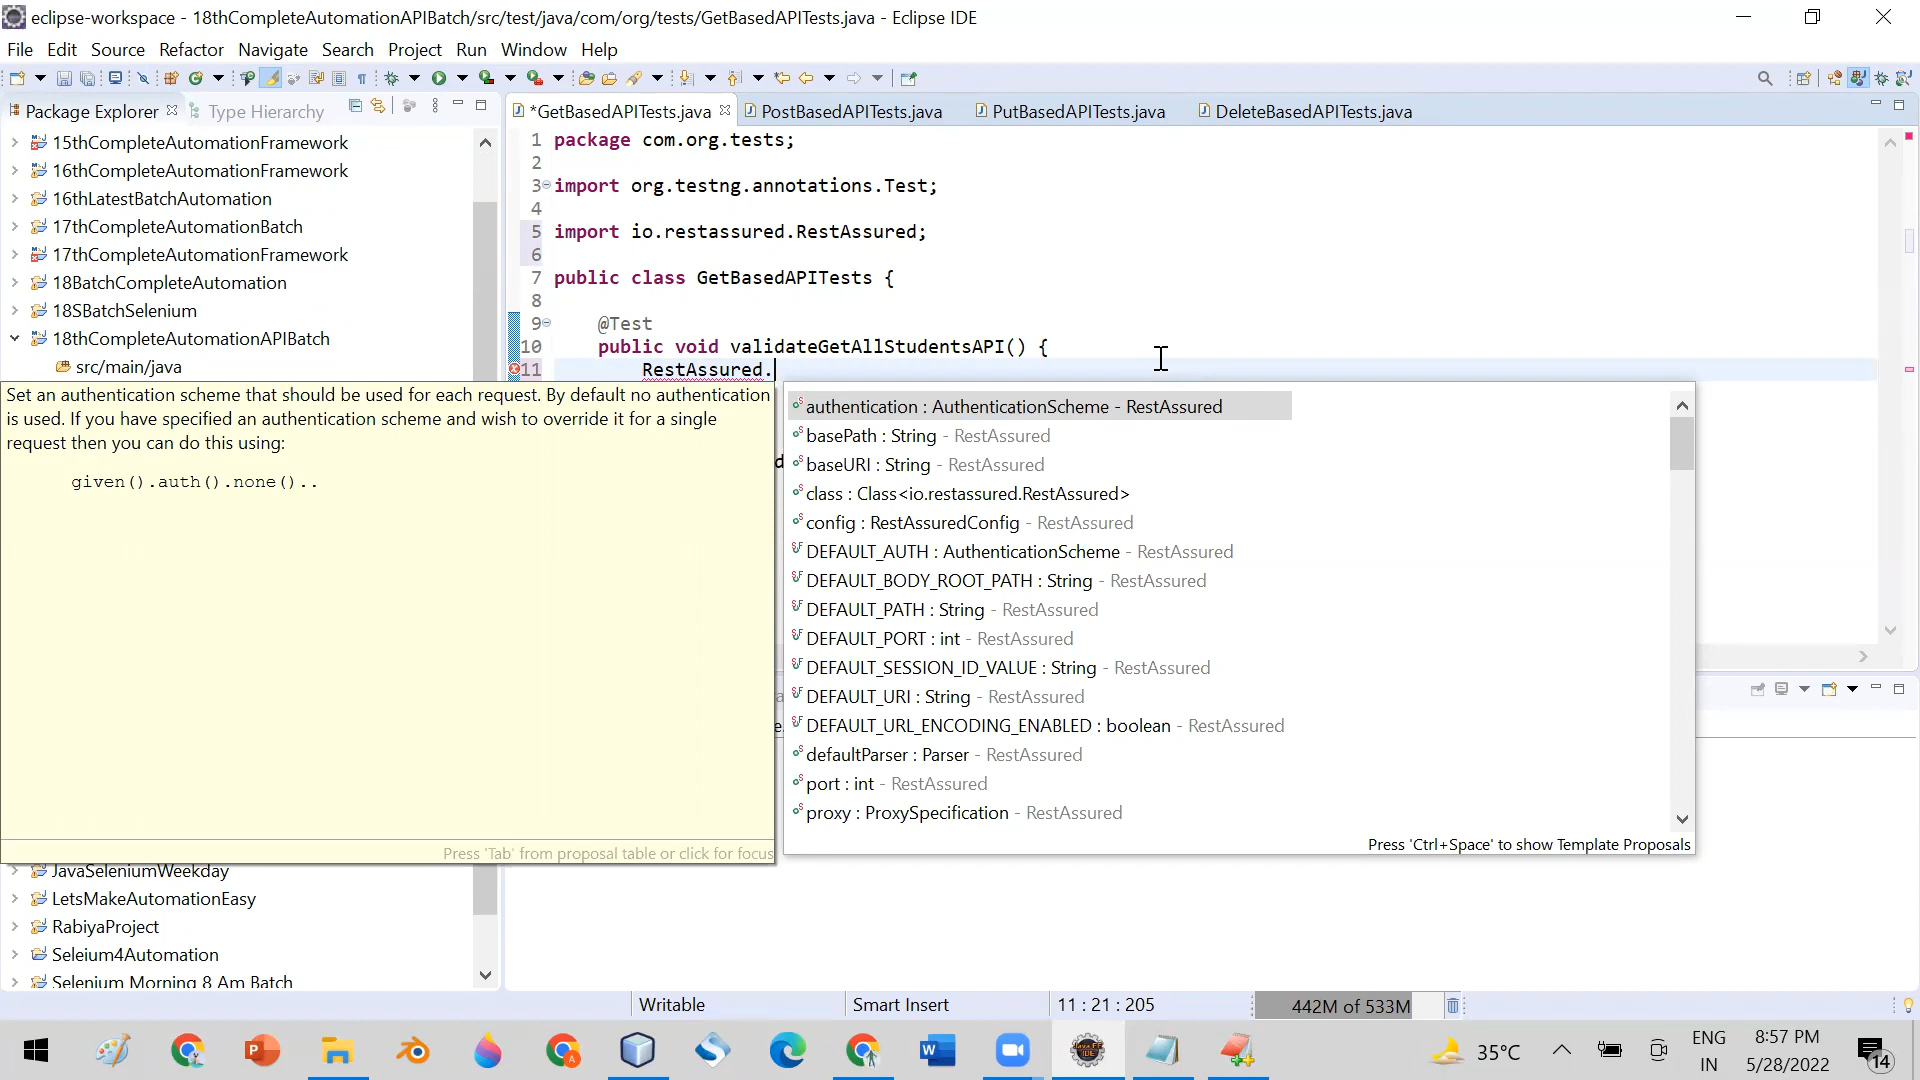 eclipse-workspace - 18thCompleteAutomationAPIBatch/src/test/java/com/org/tests/GetBasedAPITests.java - Eclipse IDE
File Edit Source Refactor Navigate Search Project Run Window Help
Package Explorer Type Hierarchy
*GetBasedAPITests.java PostBasedAPITests.java PutBasedAPITests.java DeleteBasedAPITests.java
15thCompleteAutomationFramework
16thCompleteAutomationFramework
16thLatestBatchAutomation
17thCompleteAutomationBatch
17thCompleteAutomationFramework
18BatchCompleteAutomation
18SBatchSelenium
18thCompleteAutomationAPIBatch
src/main/java
1 package com.org.tests;
2
3 import org.testng.annotations.Test;
4
5 import io.restassured.RestAssured;
6
7 public class GetBasedAPITests {
8
9 @Test
10 public void validateGetAllStudentsAPI() {
11 RestAssured.
Set an authentication scheme that should be used for each request. By default no authentication
is used. If you have specified an authentication scheme and wish to override it for a single
request then you can do this using:
given().auth().none()..
Press 'Tab' from proposal table or click for focus
authentication : AuthenticationScheme - RestAssured
basePath : String - RestAssured
baseURI : String - RestAssured
class : Class<io.restassured.RestAssured>
config : RestAssuredConfig - RestAssured
DEFAULT_AUTH : AuthenticationScheme - RestAssured
DEFAULT_BODY_ROOT_PATH : String - RestAssured
DEFAULT_PATH : String - RestAssured
DEFAULT_PORT : int - RestAssured
DEFAULT_SESSION_ID_VALUE : String - RestAssured
DEFAULT_URI : String - RestAssured
DEFAULT_URL_ENCODING_ENABLED : boolean - RestAssured
defaultParser : Parser - RestAssured
port : int - RestAssured
proxy : ProxySpecification - RestAssured
Press 'Ctrl+Space' to show Template Proposals
JavaSeleniumWeekday
LetsMakeAutomationEasy
RabiyaProject
Seleium4Automation
Selenium Morning 8 Am Batch
Writable Smart Insert 11 : 21 : 205 442M of 533M
35°C
ENG
IN
8:57 PM
5/28/2022
14